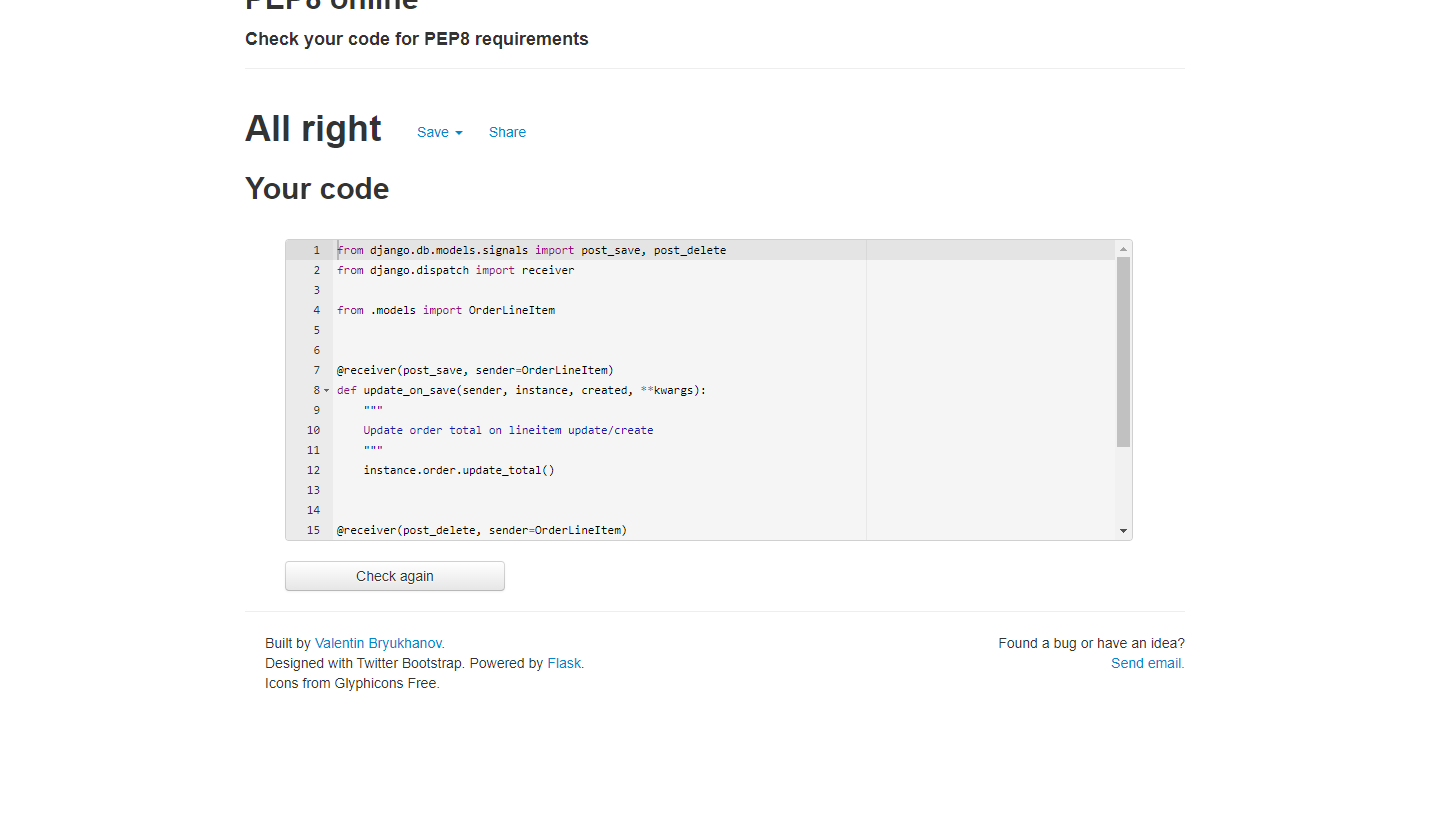 PEP8 online
Check your code for PEP8 requirements
All right Save Share
Your code
1 from django.db.models.signals import post_save, post_delete
2 from django.dispatch import receiver
3
4 from .models import OrderLineItem
5
6
7 @receiver(post_save, sender=OrderLineItem)
8 def update_on_save(sender, instance, created, **kwargs):
9     """
10     Update order total on lineitem update/create
11     """
12     instance.order.update_total()
13
14
15 @receiver(post_delete, sender=OrderLineItem)
Check again
Built by Valentin Bryukhanov.
Designed with Twitter Bootstrap. Powered by Flask.
Icons from Glyphicons Free.
Found a bug or have an idea?
Send email.